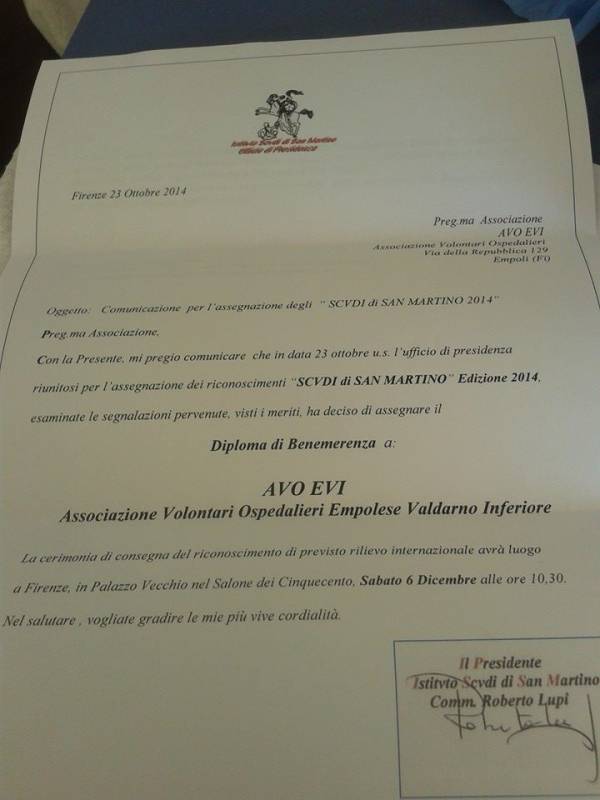 Istituto Scvdi di San Martino
Ufficio di Presidenza
Firenze 23 Ottobre 2014
Preg.ma Associazione
AVO EVI
Associazione Volontari Ospedalieri
Via della Repubblica 129
Empoli (Fi)
Oggetto: Comunicazione per l'assegnazione degli " SCVDI di SAN MARTINO 2014"
Preg.ma Associazione,
Con la Presente, mi pregio comunicare che in data 23 ottobre u.s. l'ufficio di presidenza
riunitosi per l'assegnazione dei riconoscimenti "SCVDI di SAN MARTINO" Edizione 2014,
esaminate le segnalazioni pervenute, visti i meriti, ha deciso di assegnare il
Diploma di Benemerenza a:
AVO EVI
Associazione Volontari Ospedalieri Empolese Valdarno Inferiore
La cerimonia di consegna del riconoscimento di previsto rilievo internazionale avrà luogo
a Firenze, in Palazzo Vecchio nel Salone dei Cinquecento, Sabato 6 Dicembre alle ore 10,30.
Nel salutare , vogliate gradire le mie più vive cordialità.
Il Presidente
Istitvto Scvdi di San Martino
Comm. Roberto Lupi